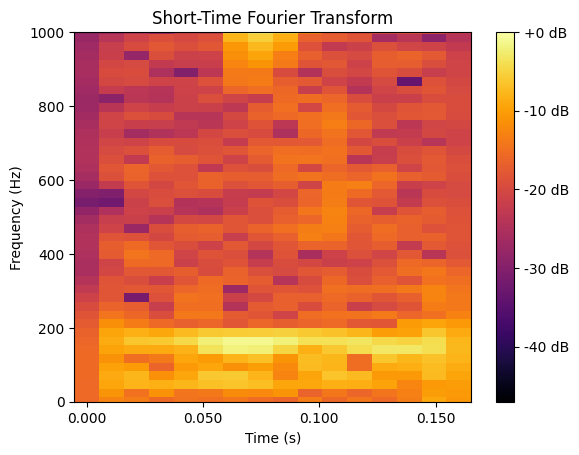 Short-Time Fourier Transform
1000
800
600
400
200
0
Frequency (Hz)
0.000
0.050
0.100
0.150
Time (s)
+0 dB
-10 dB
-20 dB
-30 dB
-40 dB